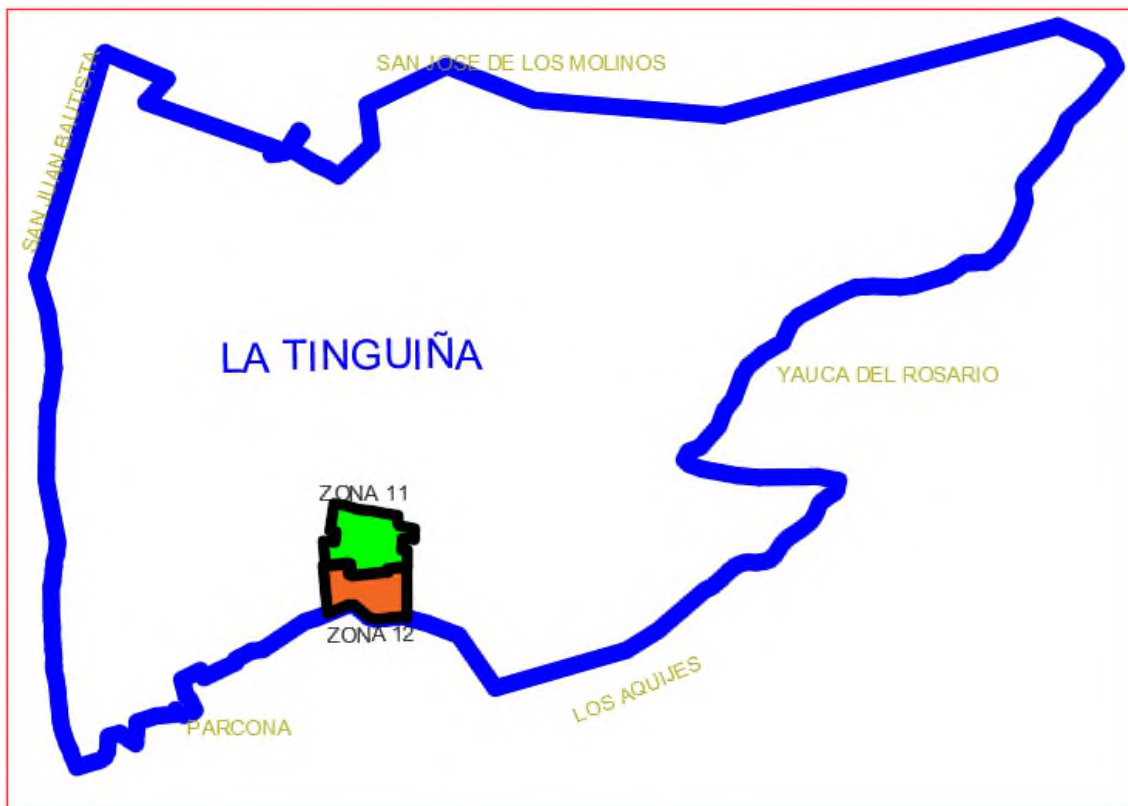 SAN JOSE DE LOS MOLINOS
SAN JUAN BAUTISTA
LA TINGUIÑA
YAUCA DEL ROSARIO
ZONA 11
ZONA 12
LOS AQUIJES
PARCONA